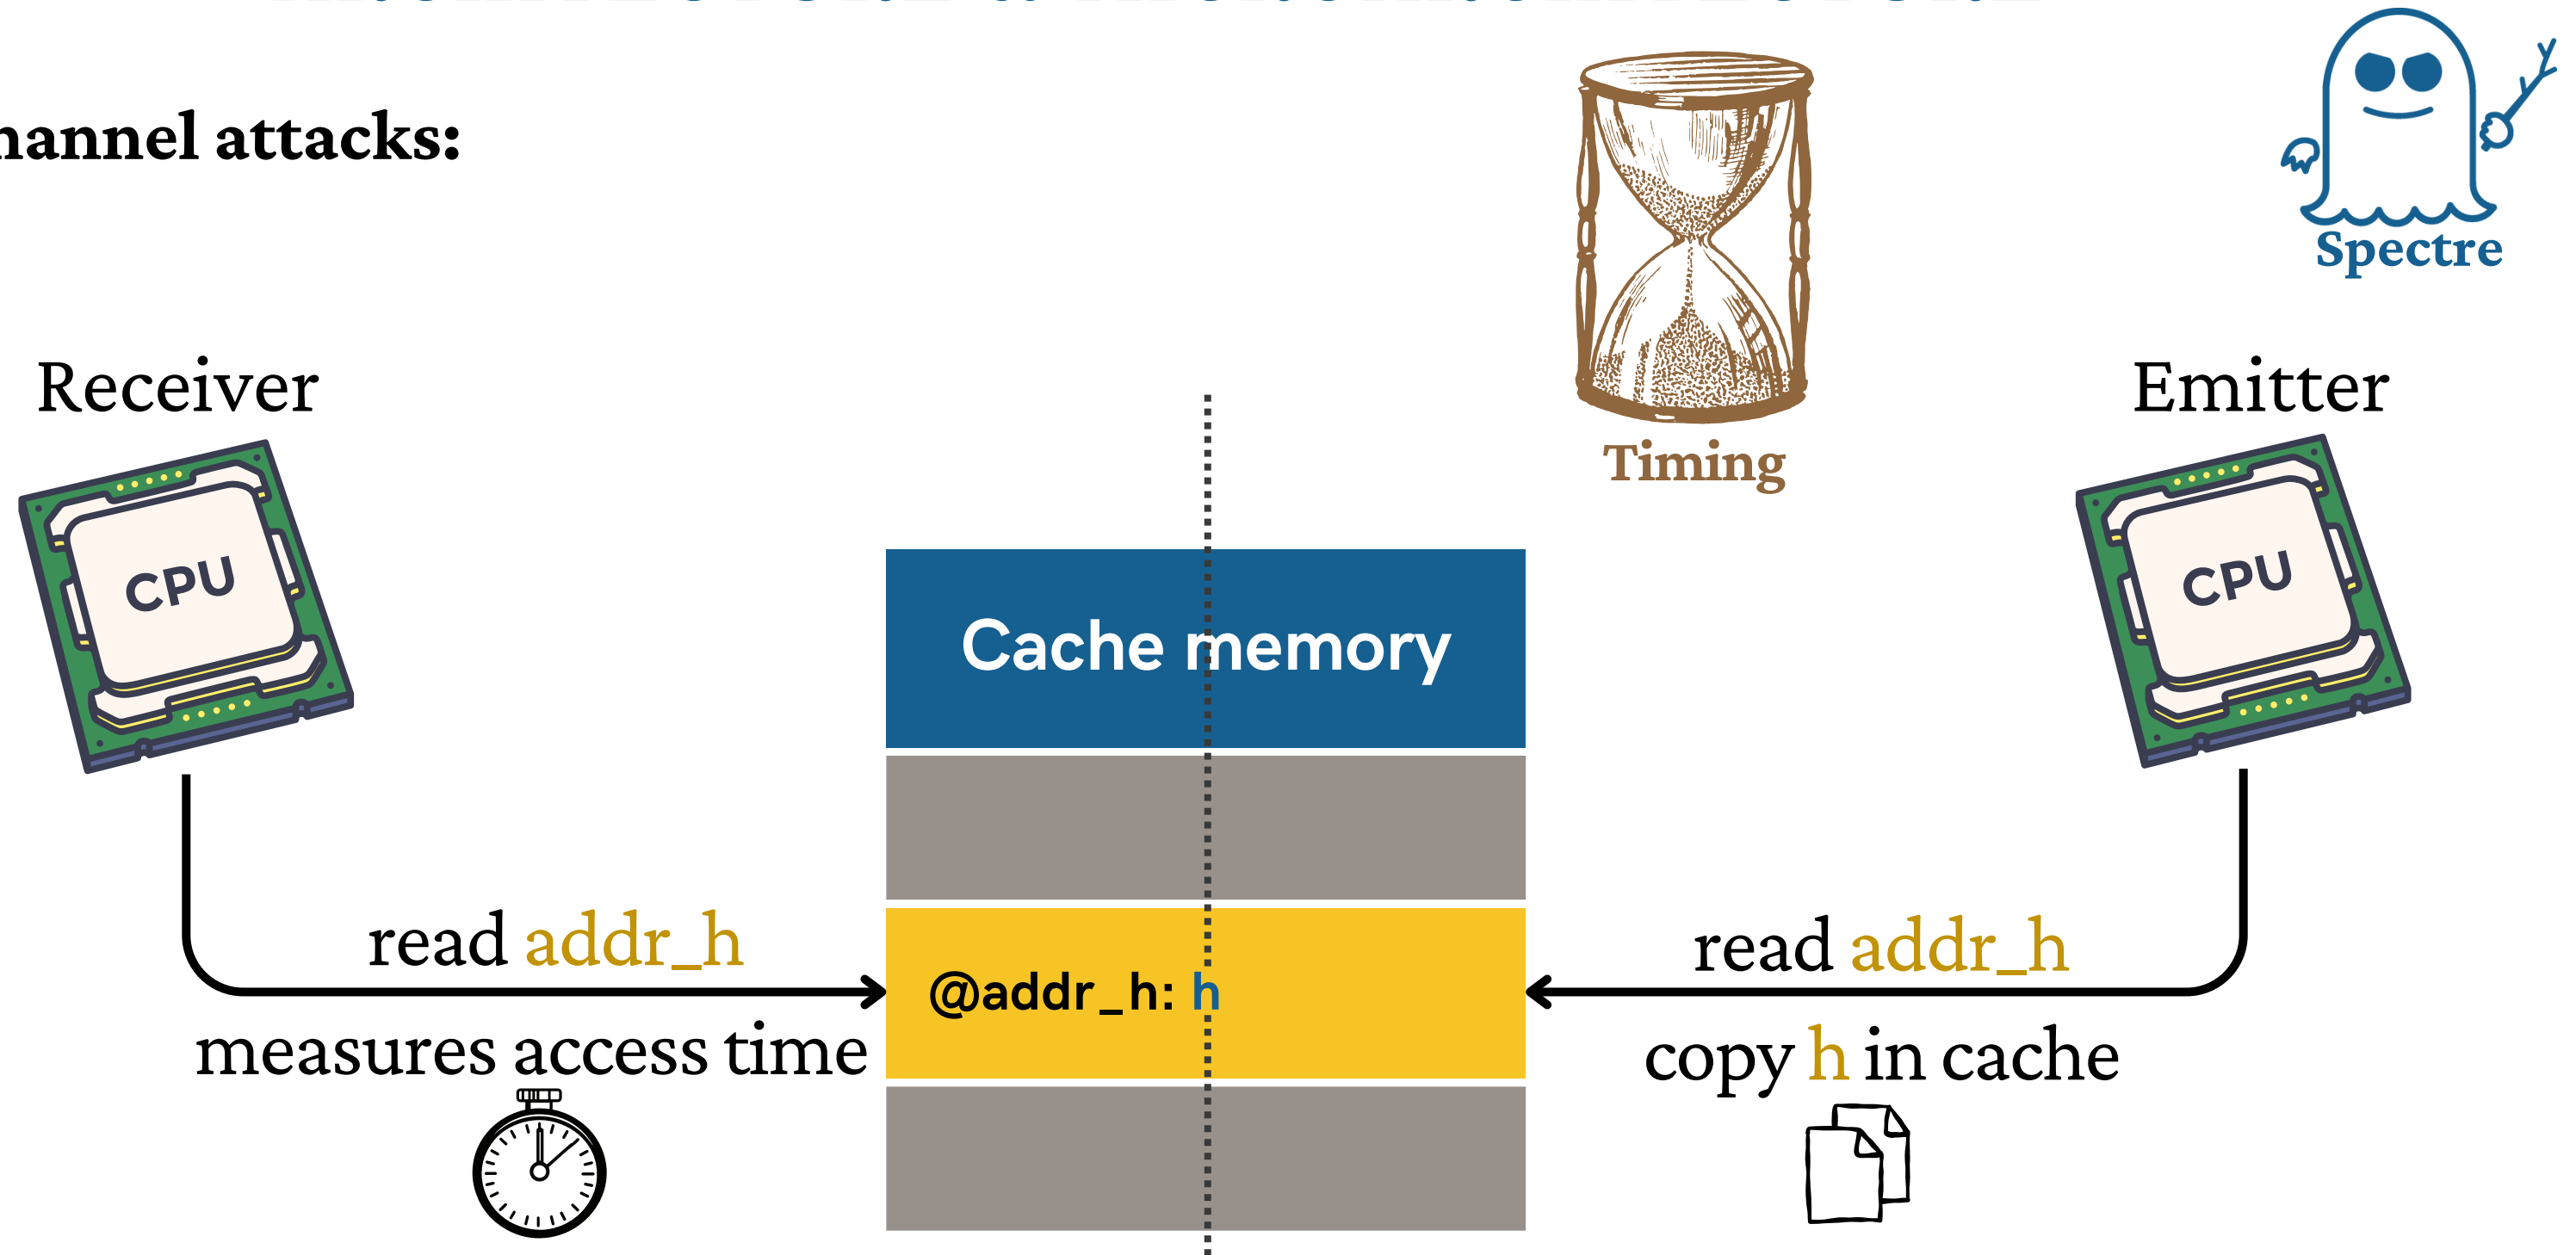 hannel attacks:
Spectre
Receiver
Timing
Emitter
CPU
CPU
Cache memory
read addr_h
@addr_h: h
read addr_h
measures access time
copy h in cache